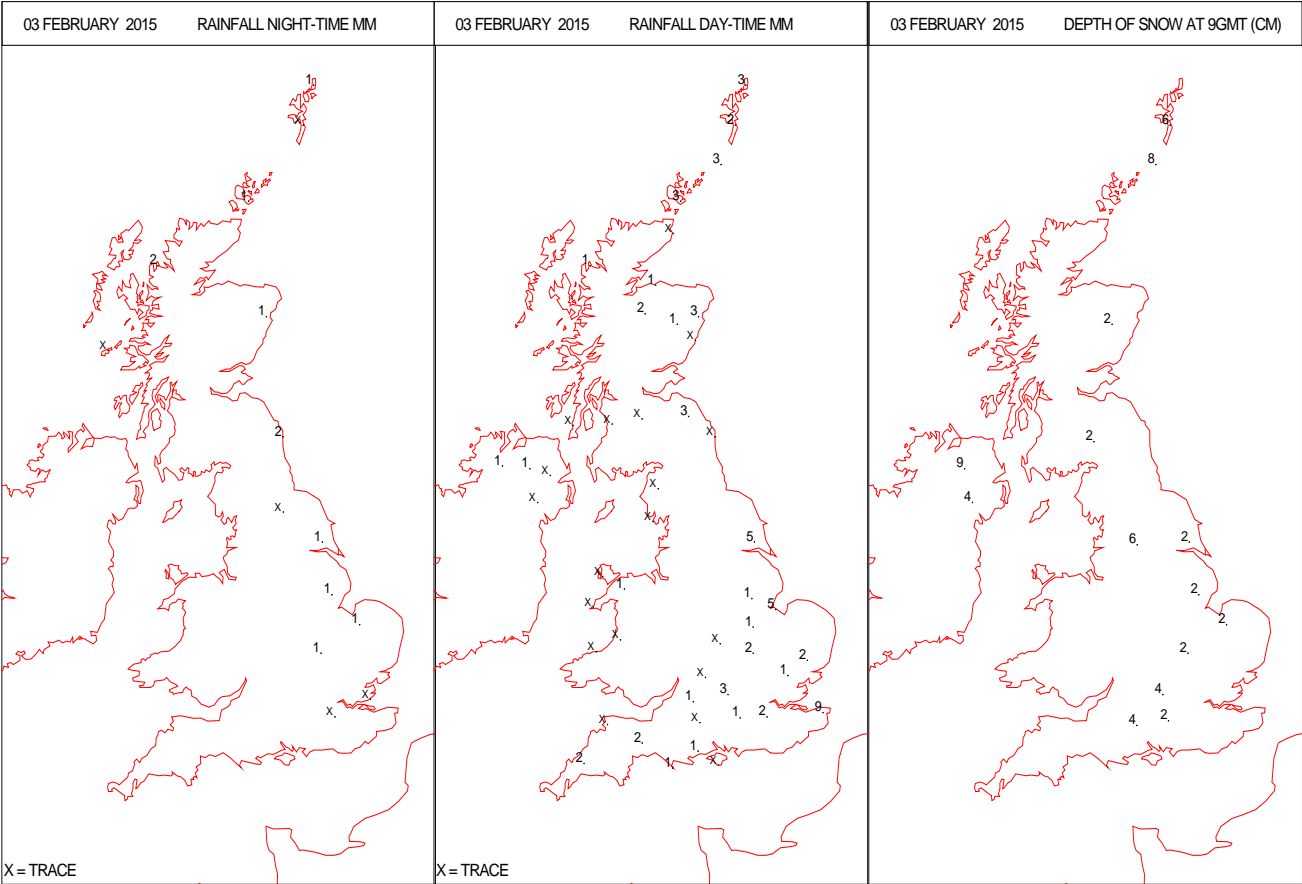 03 FEBRUARY 2015 RAINFALL NIGHT-TIME MM
1.
X.
1.
2.
1.
X.
2.
X.
1.
1.
1.
1.
X.
X.
X = TRACE
03 FEBRUARY 2015 RAINFALL DAY-TIME MM
3.
2.
3.
3.
X.
1.
1.
2. 3.
1.
X.
3.
X.
X. X.
X.
1. 1.
X.
X.
X.
X.
5.
X.
1.
1.
X. 5.
1.
X. X.
X. 2.
2.
1.
X.
3.
1.
9.
2.
1.
X. X.
2.
1.
2.
X.
1.
X = TRACE
03 FEBRUARY 2015 DEPTH OF SNOW AT 9GMT (CM)
6.
8.
2.
2.
9.
4.
6. 2.
2.
2.
2.
4.
2.
4.